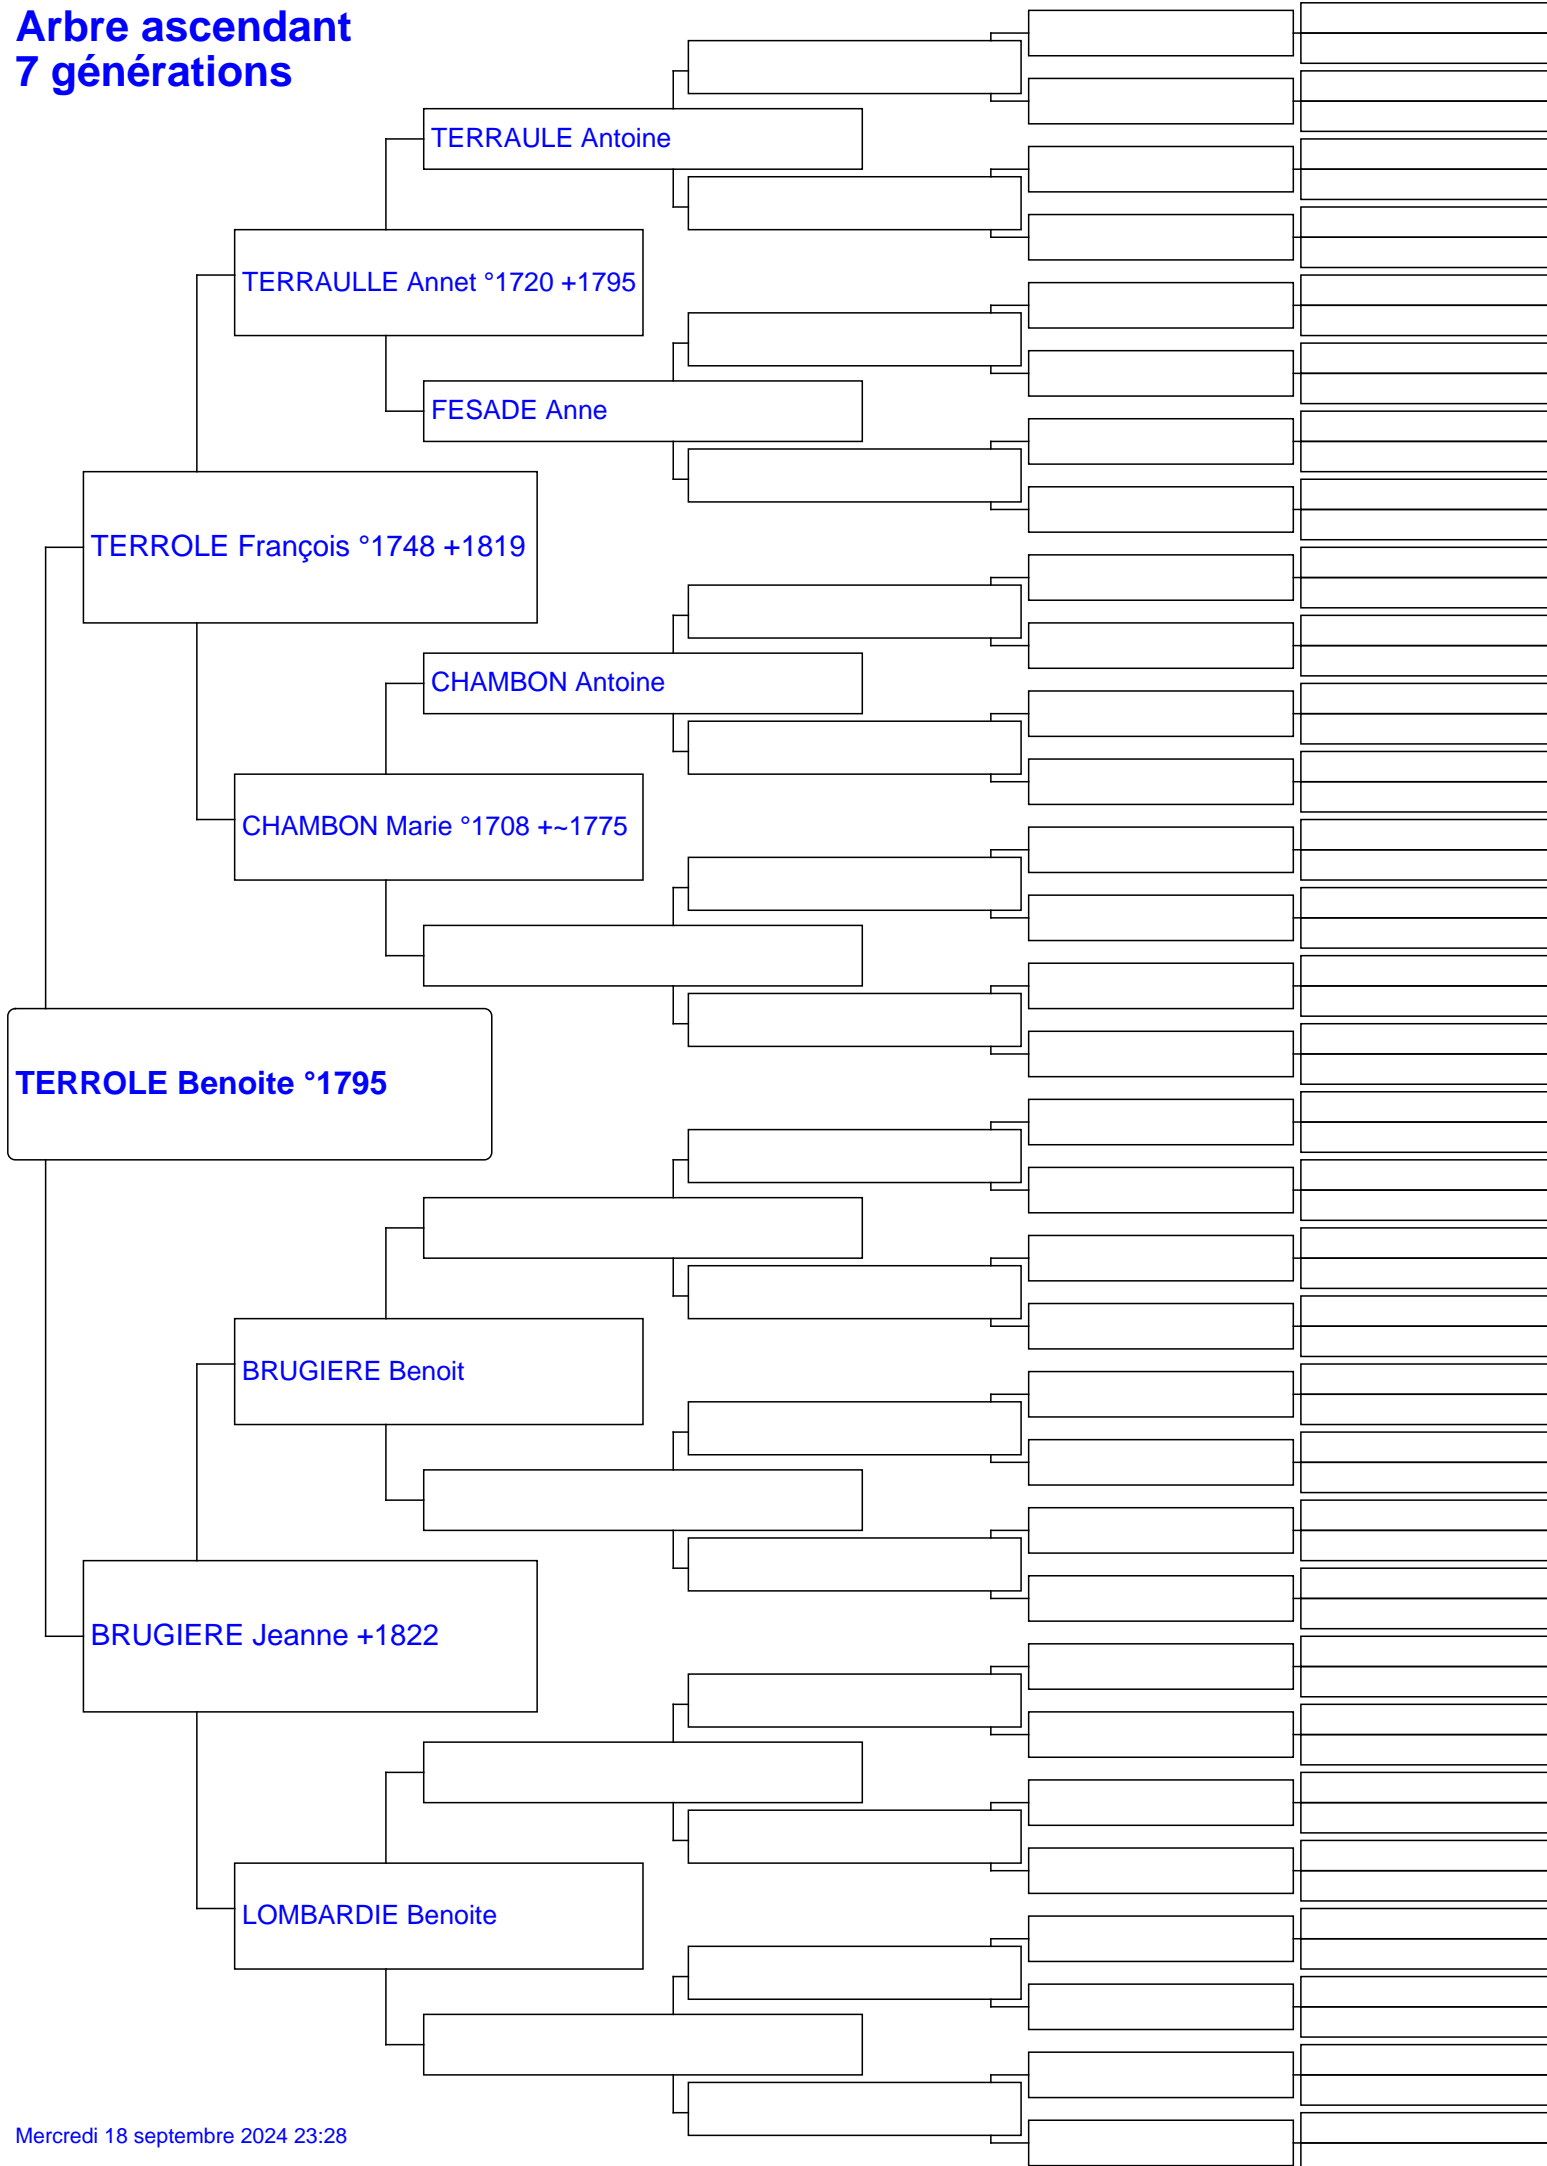 Arbre ascendant
7 générations
TERRAULE Antoine
TERRAULLE Annet °1720 +1795
FESADE Anne
TERROLE François °1748 +1819
CHAMBON Antoine
CHAMBON Marie °1708 +~1775
TERROLE Benoite °1795
BRUGIERE Benoit
BRUGIERE Jeanne +1822
LOMBARDIE Benoite
Mercredi 18 septembre 2024 23:28